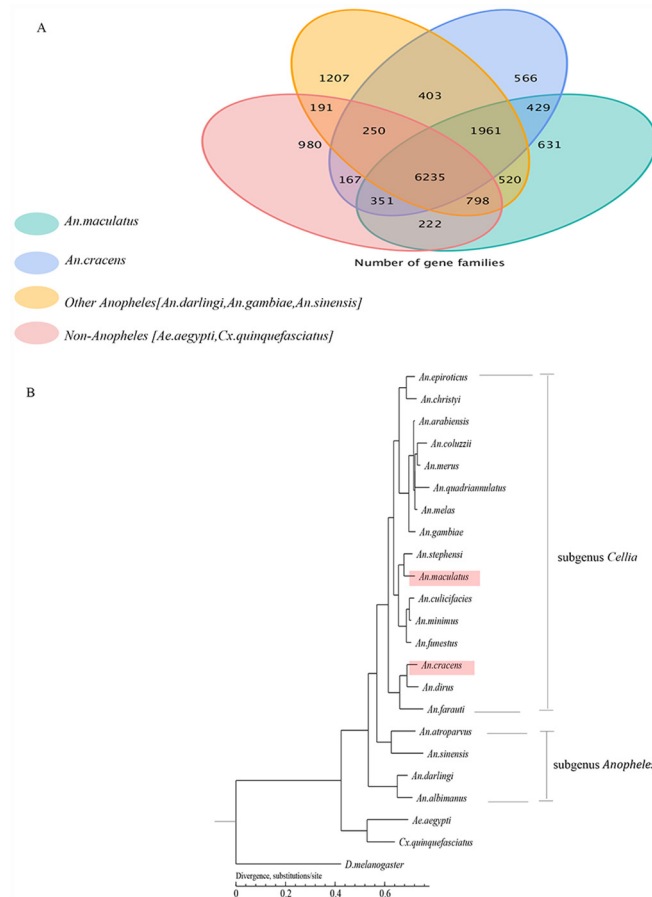 A
1207
566
403
191
429
980
250
1961
631
167
6235
520
351
798
222
Number of gene families
An.maculatus
An.cracens
Other Anopheles[An.darlingi,An.gambiae,An.sinensis]
Non-Anopheles [Ae.aegypti,Cx.quinquefasciatus]
B
An.epiroticus
An.christyi
An.arabiensis
An.coluzzii
An.merus
An.quadriannulatus
An.melas
An.gambiae
An.stephensi
subgenus Cellia
An.maculatus
An.culicifacies
An.minimus
An.funestus
An.cracens
An.dirus
An.farauti
An.atroparvus
An.sinensis
subgenus Anopheles
An.darlingi
An.albimanus
Ae.aegypti
Cx.quinquefasciatus
D.melanogaster
Divergence, substitutions/site
0 0.2 0.4 0.6